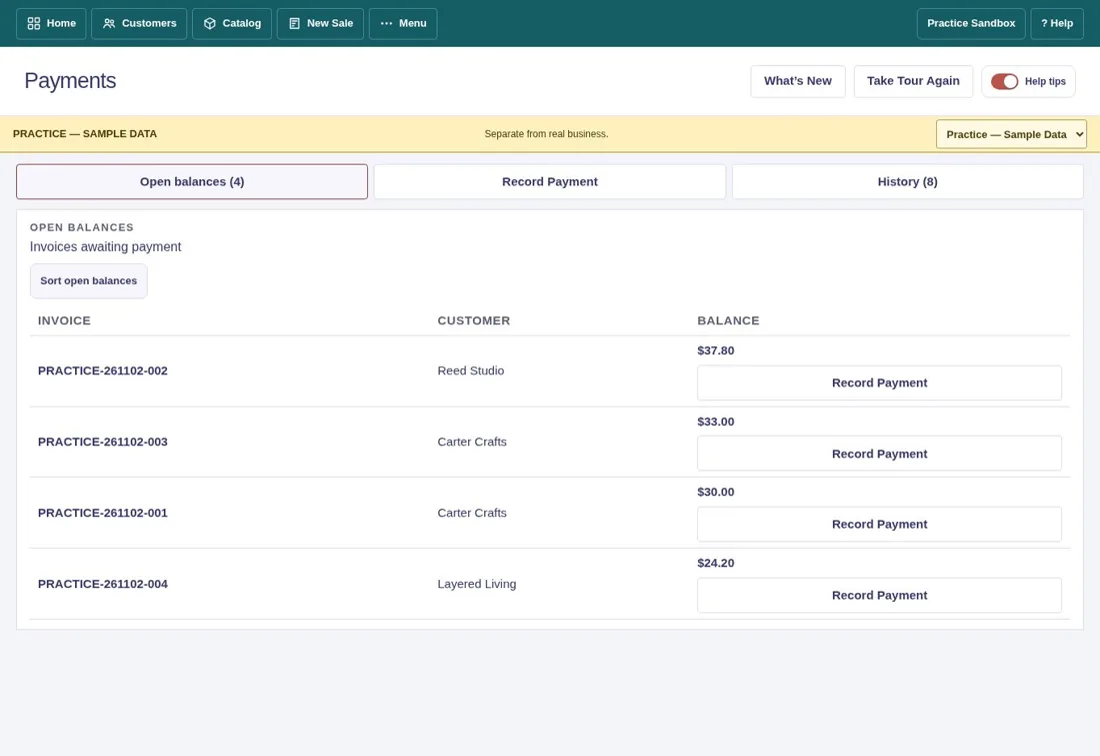 Home
Customers
Catalog
New Sale
Menu
Practice Sandbox
? Help
Payments
What's New
Take Tour Again
Help tips
PRACTICE — SAMPLE DATA
Separate from real business.
Practice — Sample Data
Open balances (4)
Record Payment
History (8)
OPEN BALANCES
Invoices awaiting payment
Sort open balances
INVOICE
CUSTOMER
BALANCE
PRACTICE-261102-002
Reed Studio
$37.80
Record Payment
PRACTICE-261102-003
Carter Crafts
$33.00
Record Payment
PRACTICE-261102-001
Carter Crafts
$30.00
Record Payment
PRACTICE-261102-004
Layered Living
$24.20
Record Payment